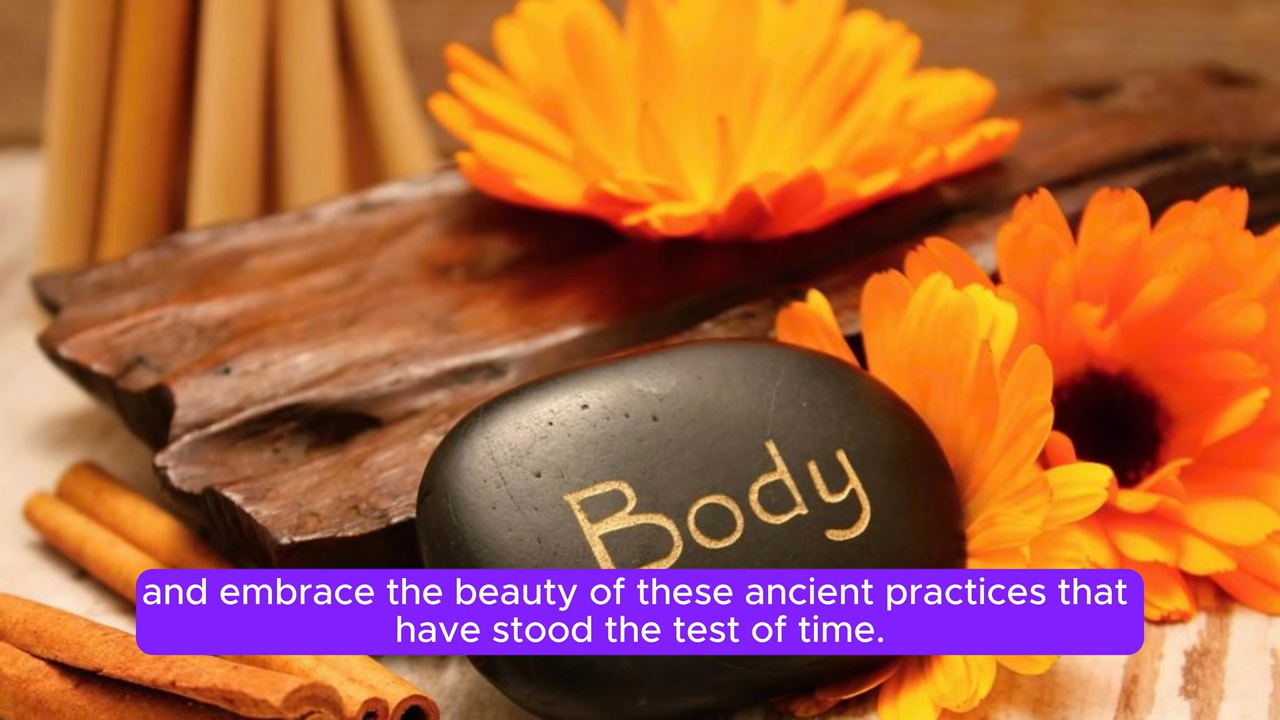 Body
and embrace the beauty of these ancient practices that
have stood the test of time.